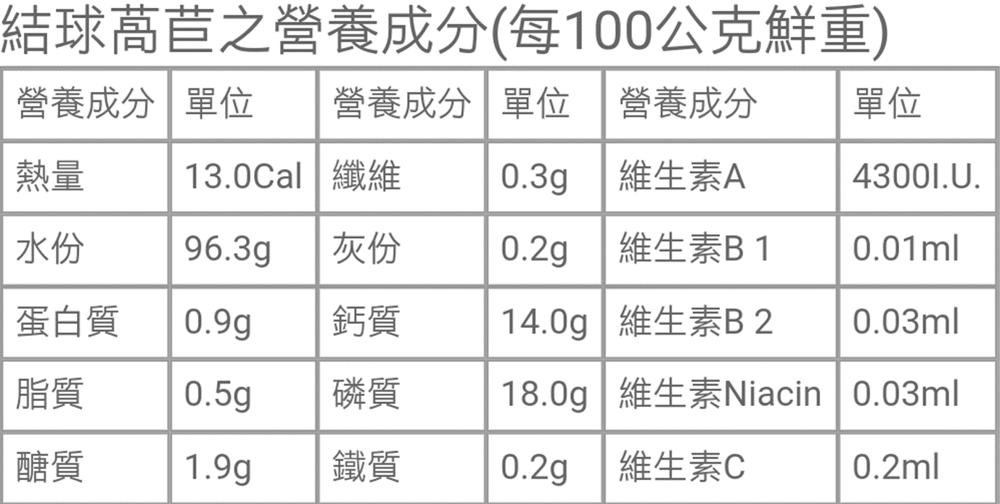 結球萵苣之營養成分(每100公克鮮重)
營養成分 單位 營養成分 單位 營養成分 單位
熱量 13.0Cal 纖維 0.3g 維生素A 4300I.U.
水份 96.3g 灰份 0.2g 維生素B 1 0.01ml
蛋白質 0.9g 鈣質 14.0g 維生素B 2 0.03ml
脂質 0.5g 磷質 18.0g 維生素Niacin 0.03ml
醣質 1.9g 鐵質 0.2g 維生素C 0.2ml